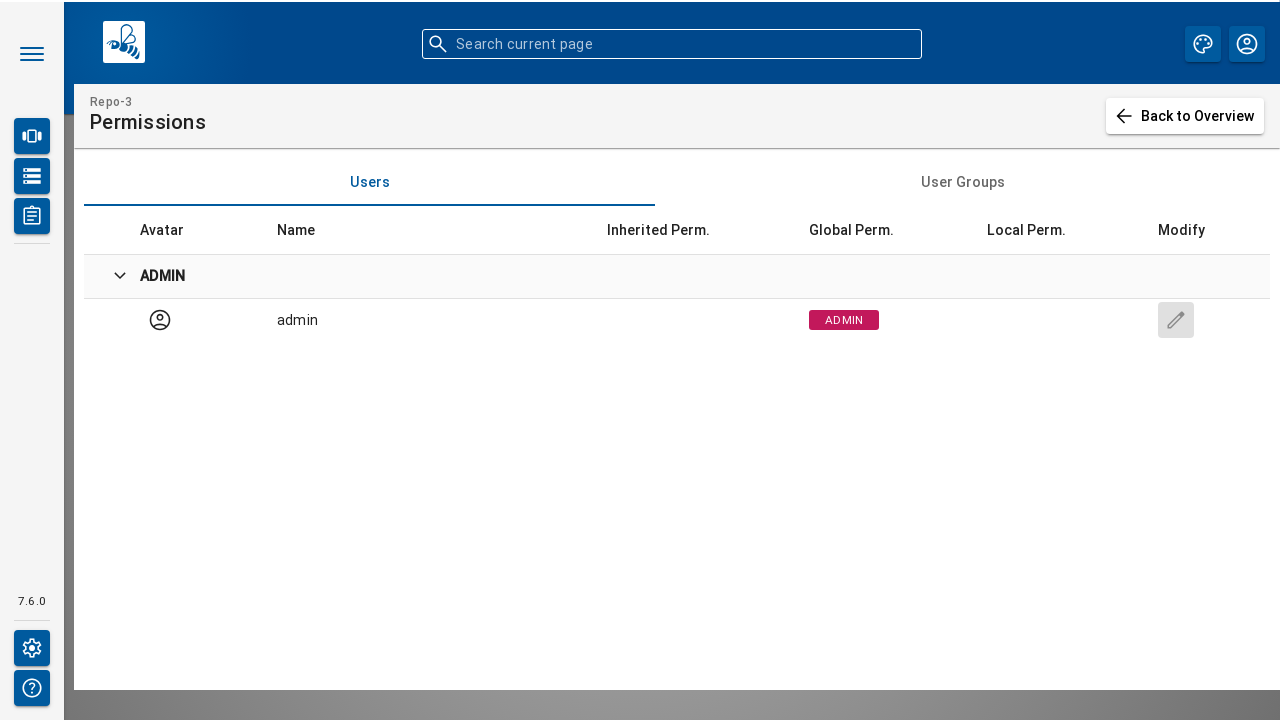 Search current page
Repo-3
Permissions
Back to Overview
Users
User Groups
Avatar Name Inherited Perm. Global Perm. Local Perm. Modify
ADMIN
admin ADMIN
7.6.0